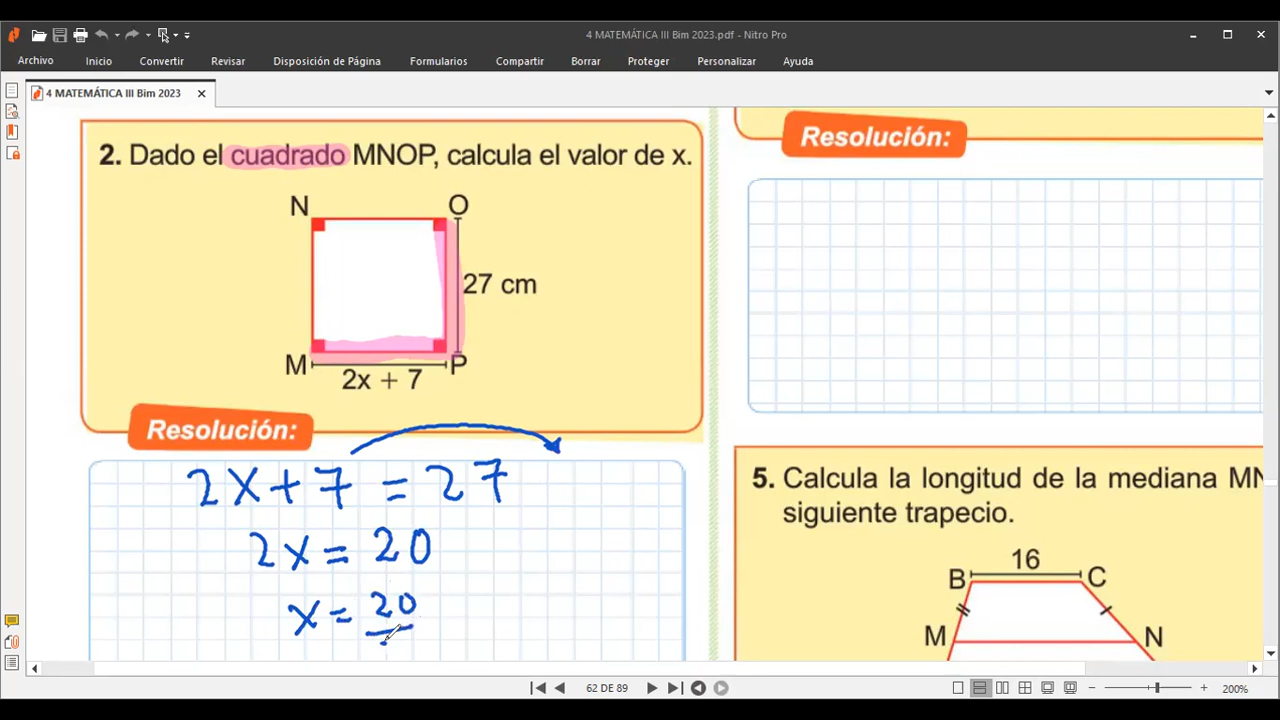 4 MATEMÁTICA III Bim 2023.pdf - Nitro Pro
Archivo Inicio Convertir Revisar Disposición de Página Formularios Compartir Borrar Proteger Personalizar Ayuda
4 MATEMÁTICA III Bim 2023
2. Dado el cuadrado MNOP, calcula el valor de x.
N O
27 cm
M P
2x + 7
Resolución:
2x + 7 = 27
2x = 20
x = 20
Resolución:
5. Calcula la longitud de la mediana MN
siguiente trapecio.
16
B C
M N
62 DE 89
200%